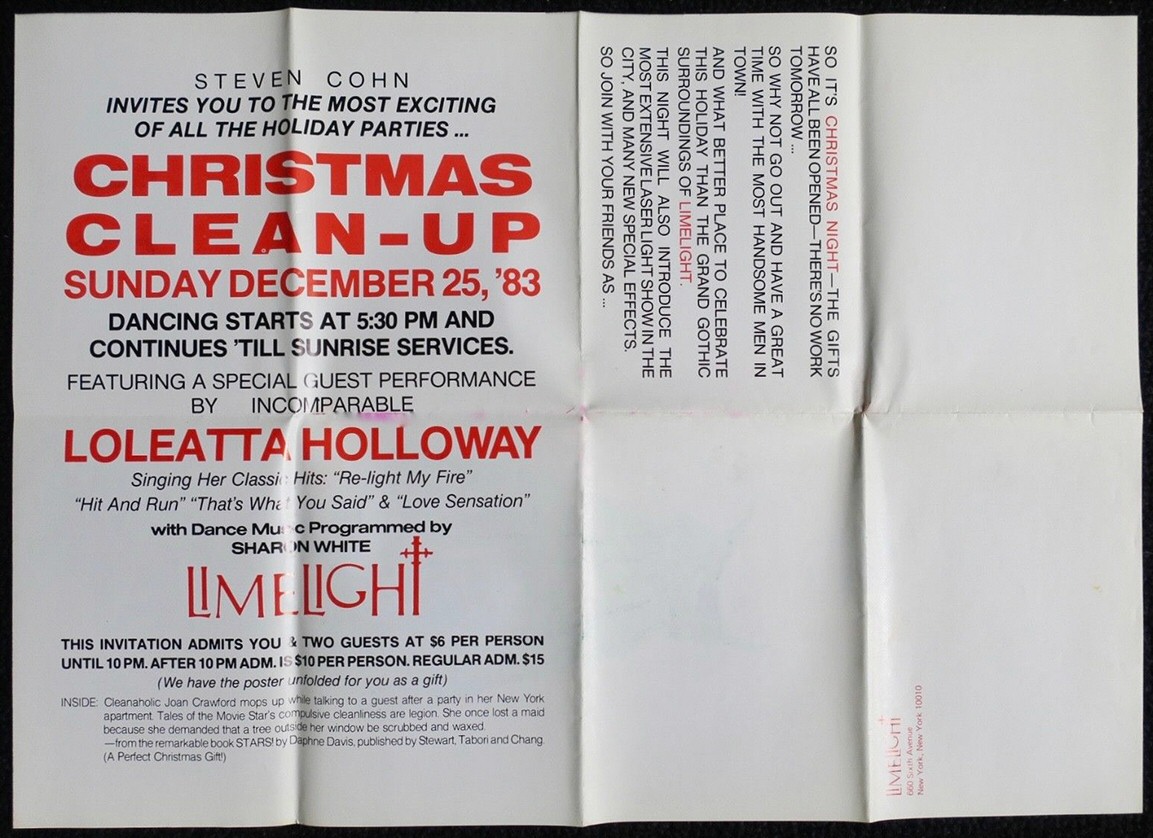 STEVEN COHN
INVITES YOU TO THE MOST EXCITING
OF ALL THE HOLIDAY PARTIES ...
CHRISTMAS
CLEAN-UP
SUNDAY DECEMBER 25, '83
DANCING STARTS AT 5:30 PM AND
CONTINUES 'TILL SUNRISE SERVICES.
FEATURING A SPECIAL GUEST PERFORMANCE
BY INCOMPARABLE
LOLEATTA HOLLOWAY
Singing Her Classic Hits: "Re-light My Fire"
"Hit And Run" "That's What You Said" & "Love Sensation"
with Dance Music Programmed by
SHARON WHITE
LIMELIGHT
THIS INVITATION ADMITS YOU & TWO GUESTS AT $6 PER PERSON
UNTIL 10 PM. AFTER 10 PM ADM. IS $10 PER PERSON. REGULAR ADM. $15
(We have the poster unfolded for you as a gift)
INSIDE: Cleanaholic Joan Crawford mops up while talking to a guest after a party in her New York
apartment. Tales of the Movie Star's compulsive cleanliness are legion. She once lost a maid
because she demanded that a tree outside her window be scrubbed and waxed.
—from the remarkable book STARS! by Daphne Davis, published by Stewart, Tabori and Chang.
(A Perfect Christmas Gift!)
SO IT'S CHRISTMAS NIGHT—THE GIFTS
HAVE ALL BEEN OPENED—THERE'S NO WORK
TOMORROW ...
SO WHY NOT GO OUT AND HAVE A GREAT
TIME WITH THE MOST HANDSOME MEN IN
TOWN!
AND WHAT BETTER PLACE TO CELEBRATE
THIS HOLIDAY THAN THE GRAND GOTHIC
SURROUNDINGS OF LIMELIGHT.
THIS NIGHT WILL ALSO INTRODUCE THE
MOST EXTENSIVE LASER LIGHT SHOW IN THE
CITY, AND MANY NEW SPECIAL EFFECTS.
SO JOIN WITH YOUR FRIENDS AS ...
LIMELIGHT
660 Sixth Avenue
New York, New York 10010